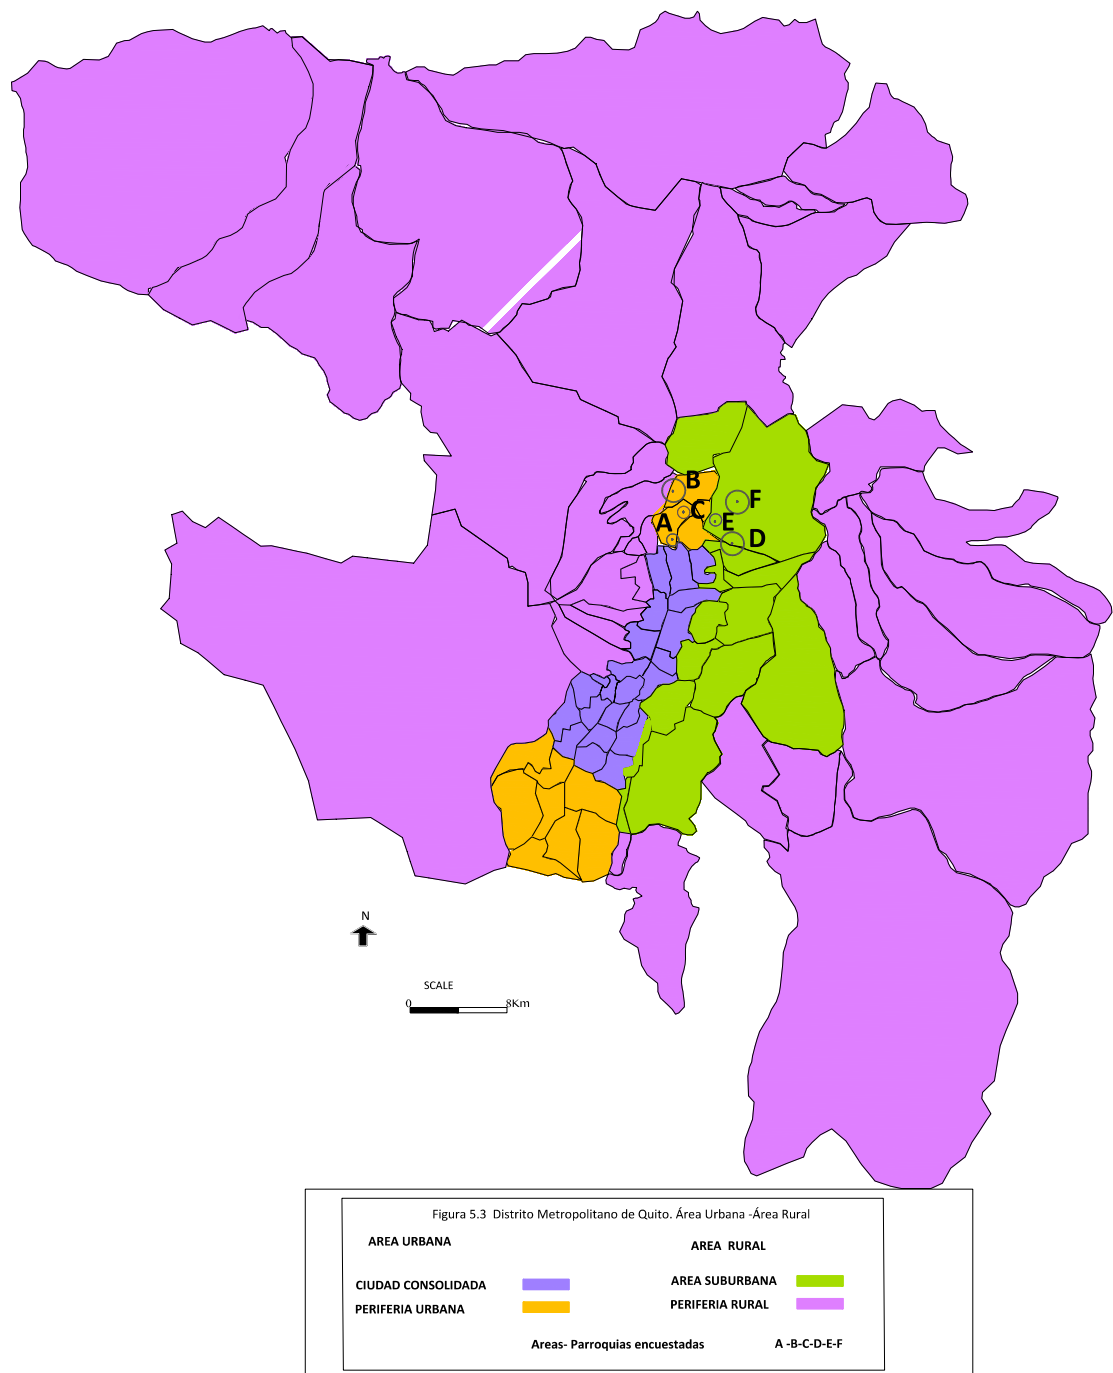 B
F
C
A
E
D
N
SCALE
0 8Km
Figura 5.3 Distrito Metropolitano de Quito. Área Urbana -Área Rural
AREA URBANA
AREA RURAL
CIUDAD CONSOLIDADA
AREA SUBURBANA
PERIFERIA URBANA
PERIFERIA RURAL
Areas- Parroquias encuestadas A -B-C-D-E-F